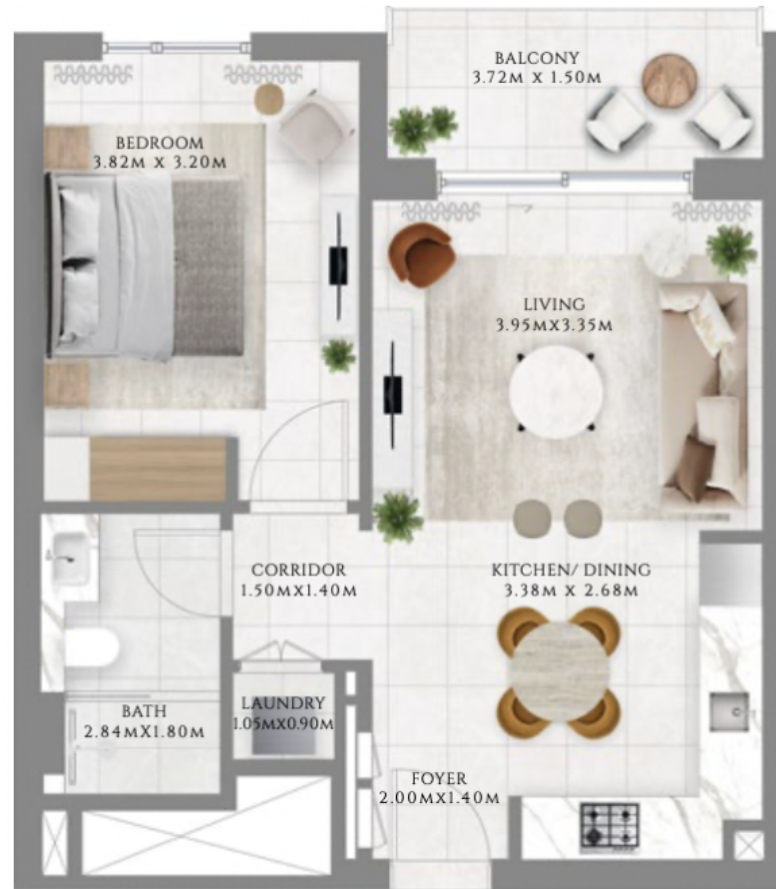 BALCONY
3.72M X 1.50M
BEDROOM
3.82M X 3.20M
LIVING
3.95MX3.35M
CORRIDOR
1.50MX1.40M
KITCHEN/ DINING
3.38M X 2.68M
BATH
2.84MX1.80M
LAUNDRY
1.05MX0.90M
FOYER
2.00MX1.40M